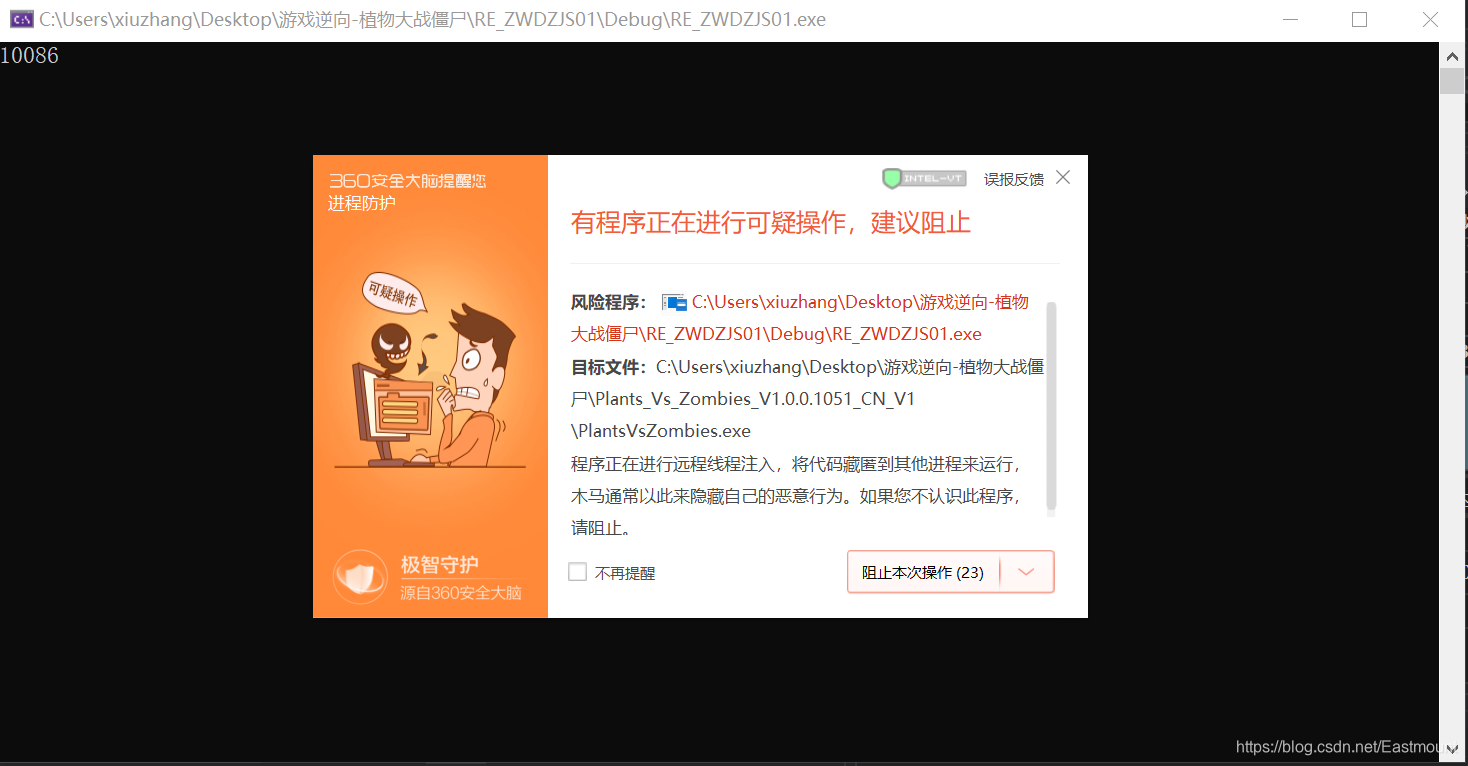 C:\Users\xiuzhang\Desktop\游戏逆向-植物大战僵尸\RE_ZWDZJS01\Debug\RE_ZWDZJS01.exe
10086
360安全大脑提醒您
进程防护
INTEL-VT
误报反馈
有程序正在进行可疑操作，建议阻止
可疑操作
风险程序： C:\Users\xiuzhang\Desktop\游戏逆向-植物
大战僵尸\RE_ZWDZJS01\Debug\RE_ZWDZJS01.exe
目标文件：C:\Users\xiuzhang\Desktop\游戏逆向-植物大战僵
尸\Plants_Vs_Zombies_V1.0.0.1051_CN_V1
\PlantsVsZombies.exe
程序正在进行远程线程注入，将代码藏匿到其他进程来运行，
木马通常以此来隐藏自己的恶意行为。如果您不认识此程序，
请阻止。
极智守护
源自360安全大脑
不再提醒
阻止本次操作 (23)
https://blog.csdn.net/Eastmou